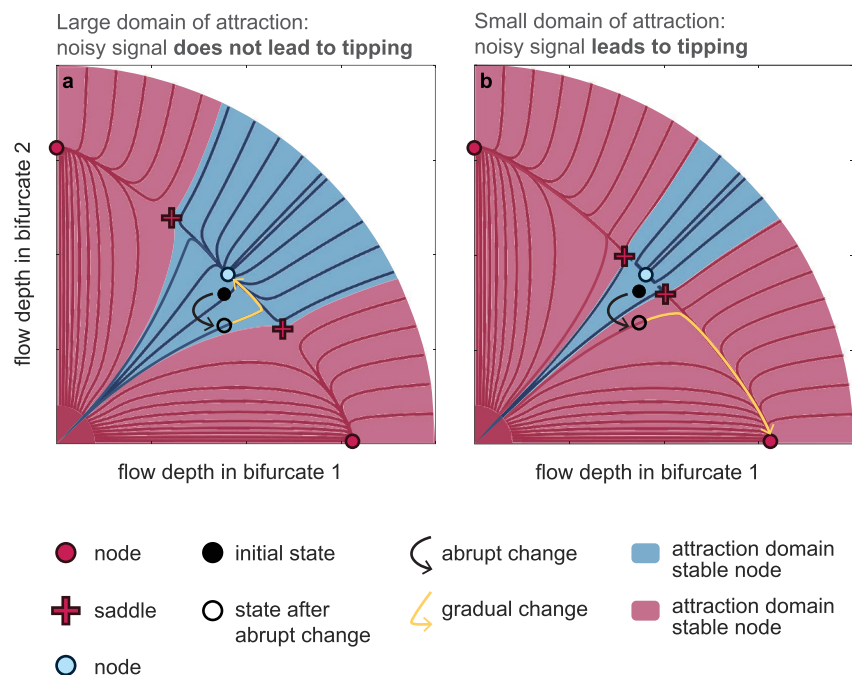 Large domain of attraction:
noisy signal does not lead to tipping
Small domain of attraction:
noisy signal leads to tipping
a
b
flow depth in bifurcate 2
flow depth in bifurcate 1
flow depth in bifurcate 1
node
initial state
abrupt change
attraction domain
stable node
saddle
state after
abrupt change
gradual change
attraction domain
stable node
node